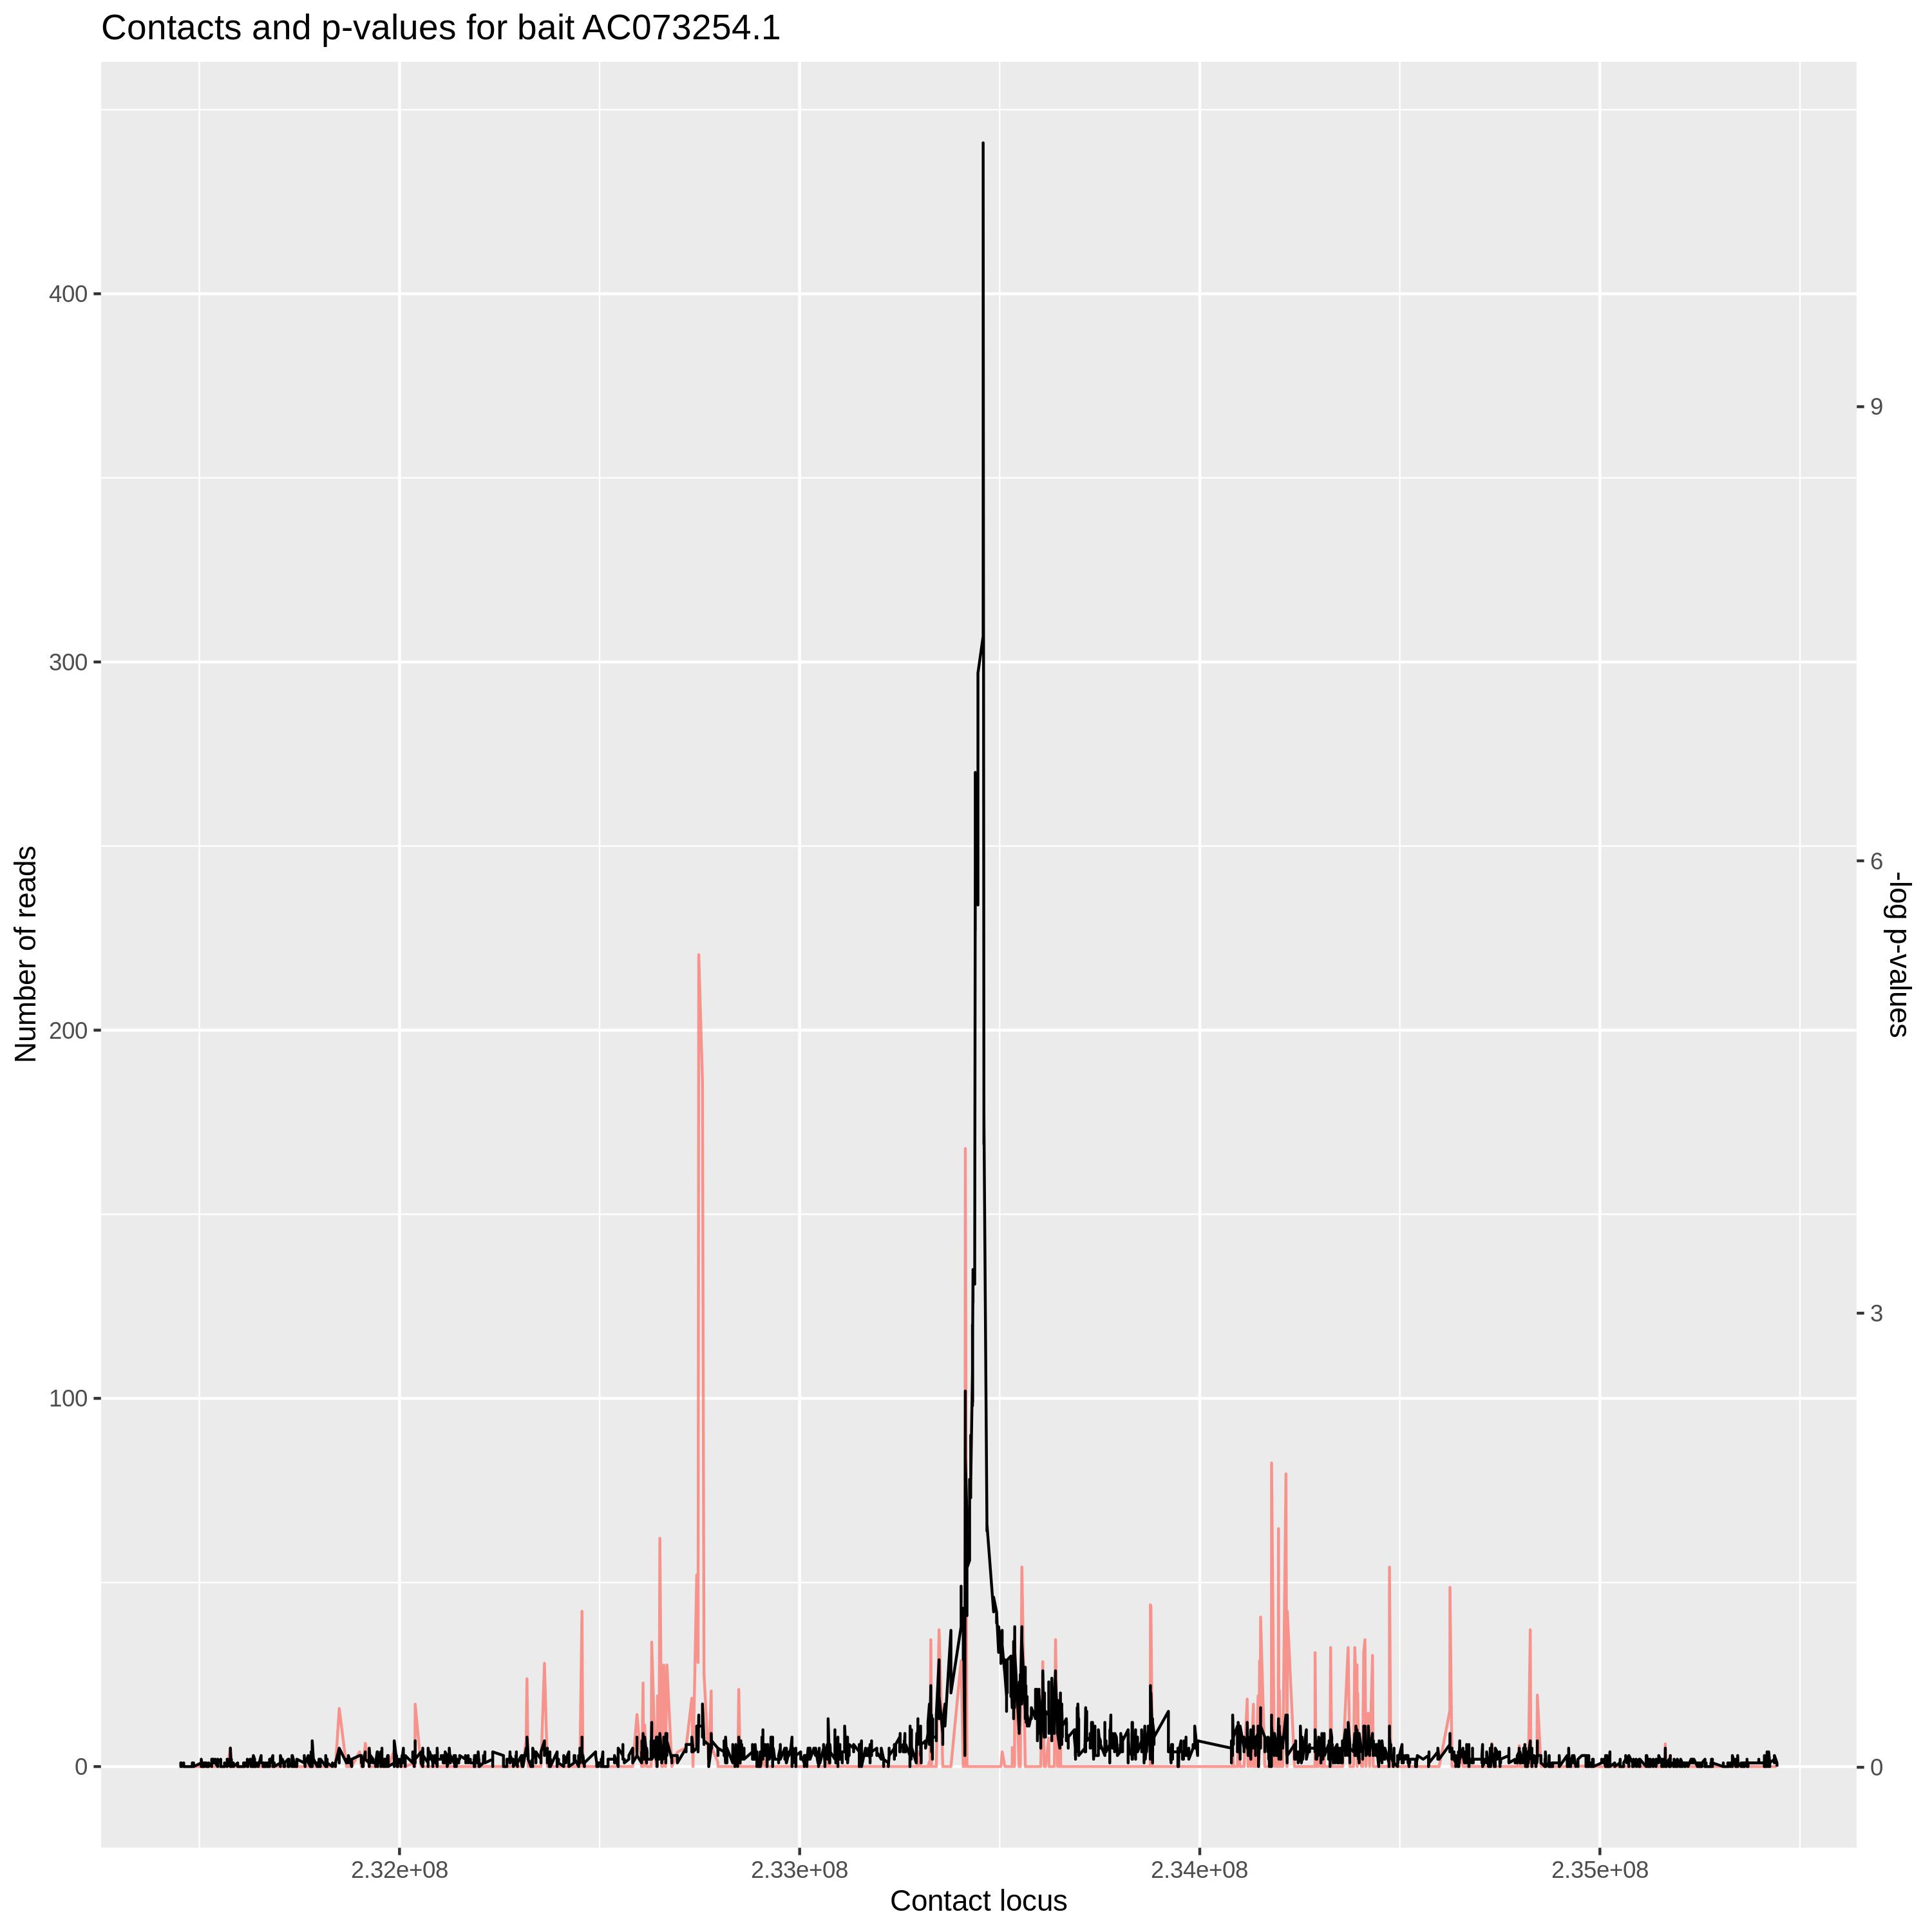 Contacts and p-values for bait AC073254.1
Number of reads
400
300
200
100
0
9
6
3
0
-log p-values
2.32e+08
2.33e+08
2.34e+08
2.35e+08
Contact locus